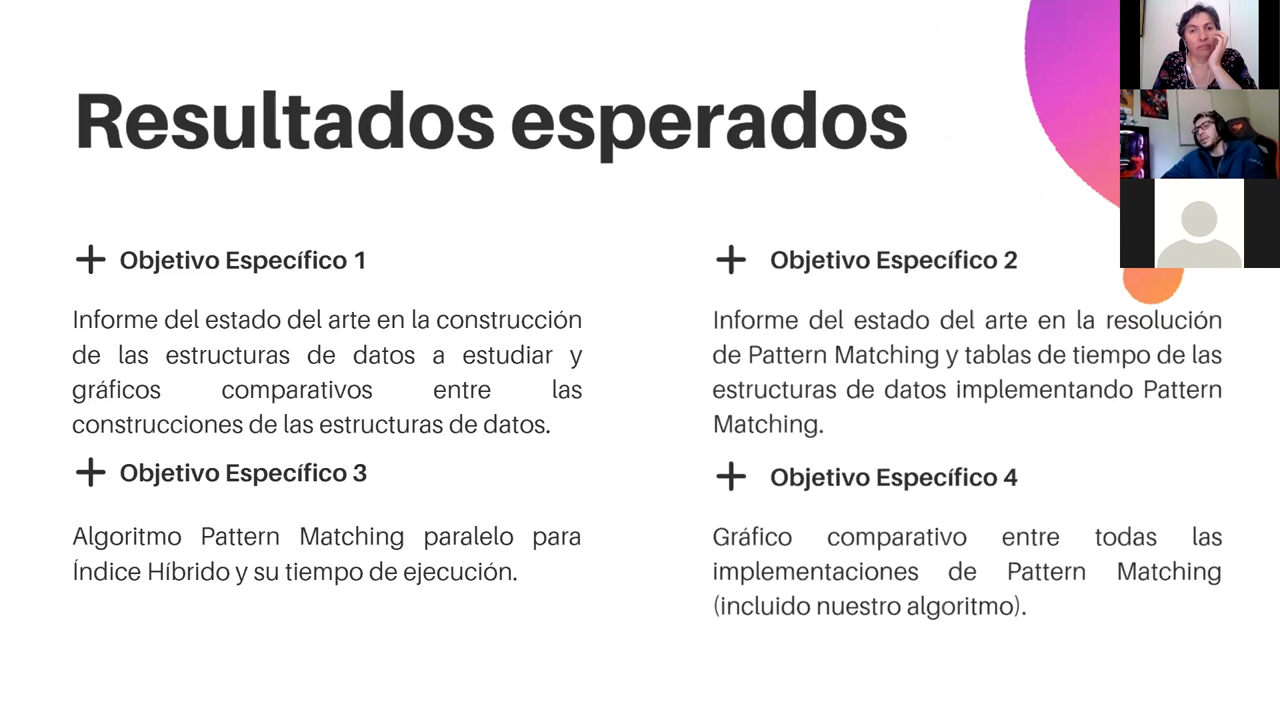 Resultados esperados
Objetivo Específico 1
Informe del estado del arte en la construcción
de las estructuras de datos a estudiar y
gráficos comparativos entre las
construcciones de las estructuras de datos.
Objetivo Específico 2
Informe del estado del arte en la resolución
de Pattern Matching y tablas de tiempo de las
estructuras de datos implementando Pattern
Matching.
Objetivo Específico 3
Algoritmo Pattern Matching paralelo para
Índice Híbrido y su tiempo de ejecución.
Objetivo Específico 4
Gráfico comparativo entre todas las
implementaciones de Pattern Matching
(incluido nuestro algoritmo).